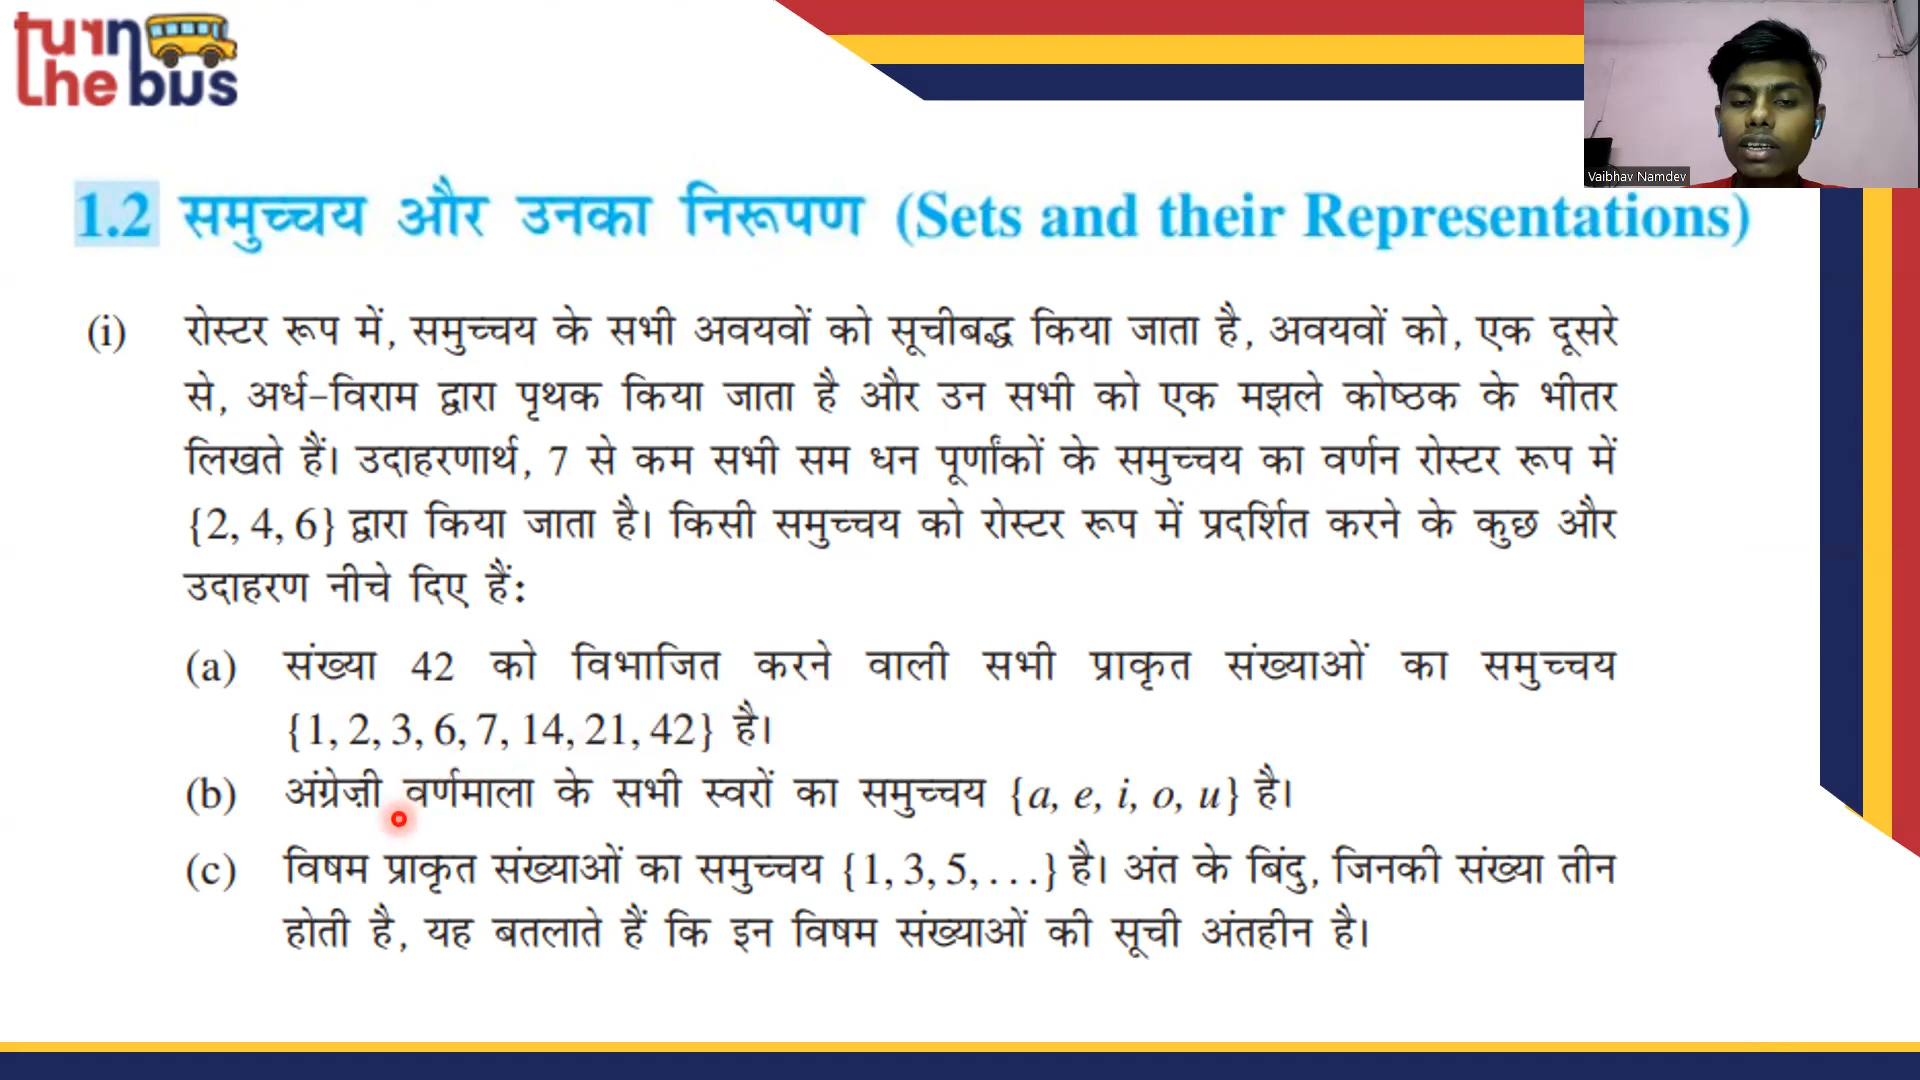 turn
the bus
Vaibhav Namdev
1.2 समुच्चय और उनका निरूपण (Sets and their Representations)
(i) रोस्टर रूप में, समुच्चय के सभी अवयवों को सूचीबद्ध किया जाता है, अवयवों को, एक दूसरे
से, अर्ध-विराम द्वारा पृथक किया जाता है और उन सभी को एक मझले कोष्ठक के भीतर
लिखते हैं। उदाहरणार्थ, 7 से कम सभी सम धन पूर्णांकों के समुच्चय का वर्णन रोस्टर रूप में
{2, 4, 6} द्वारा किया जाता है। किसी समुच्चय को रोस्टर रूप में प्रदर्शित करने के कुछ और
उदाहरण नीचे दिए हैं:
(a) संख्या 42 को विभाजित करने वाली सभी प्राकृत संख्याओं का समुच्चय
{1, 2, 3, 6, 7, 14, 21, 42} है।
(b) अंग्रेज़ी वर्णमाला के सभी स्वरों का समुच्चय {a, e, i, o, u} है।
(c) विषम प्राकृत संख्याओं का समुच्चय {1, 3, 5, . . .} है। अंत के बिंदु, जिनकी संख्या तीन
होती है, यह बतलाते हैं कि इन विषम संख्याओं की सूची अंतहीन है।